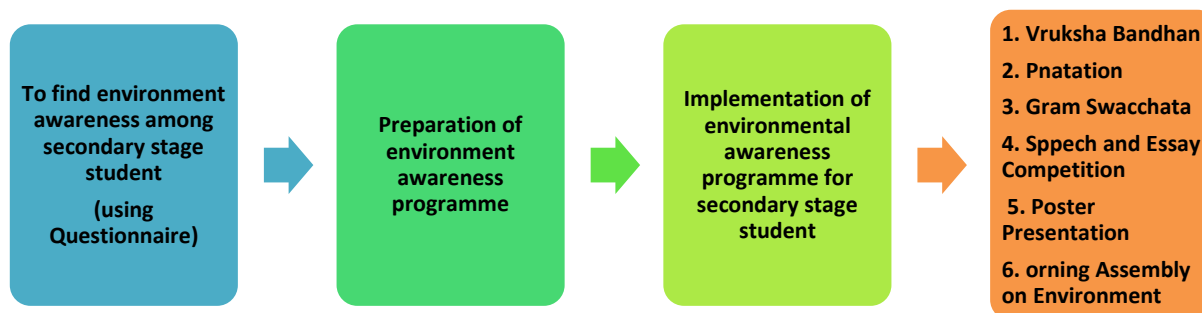 To find environment
awareness among
secondary stage
student
(using
Questionnaire)
Preparation of
environment
awareness
programme
Implementation of
environmental
awareness
programme for
secondary stage
student
1. Vruksha Bandhan
2. Pnatation
3. Gram Swacchata
4. Sppech and Essay
Competition
5. Poster
Presentation
6. orning Assembly
on Environment